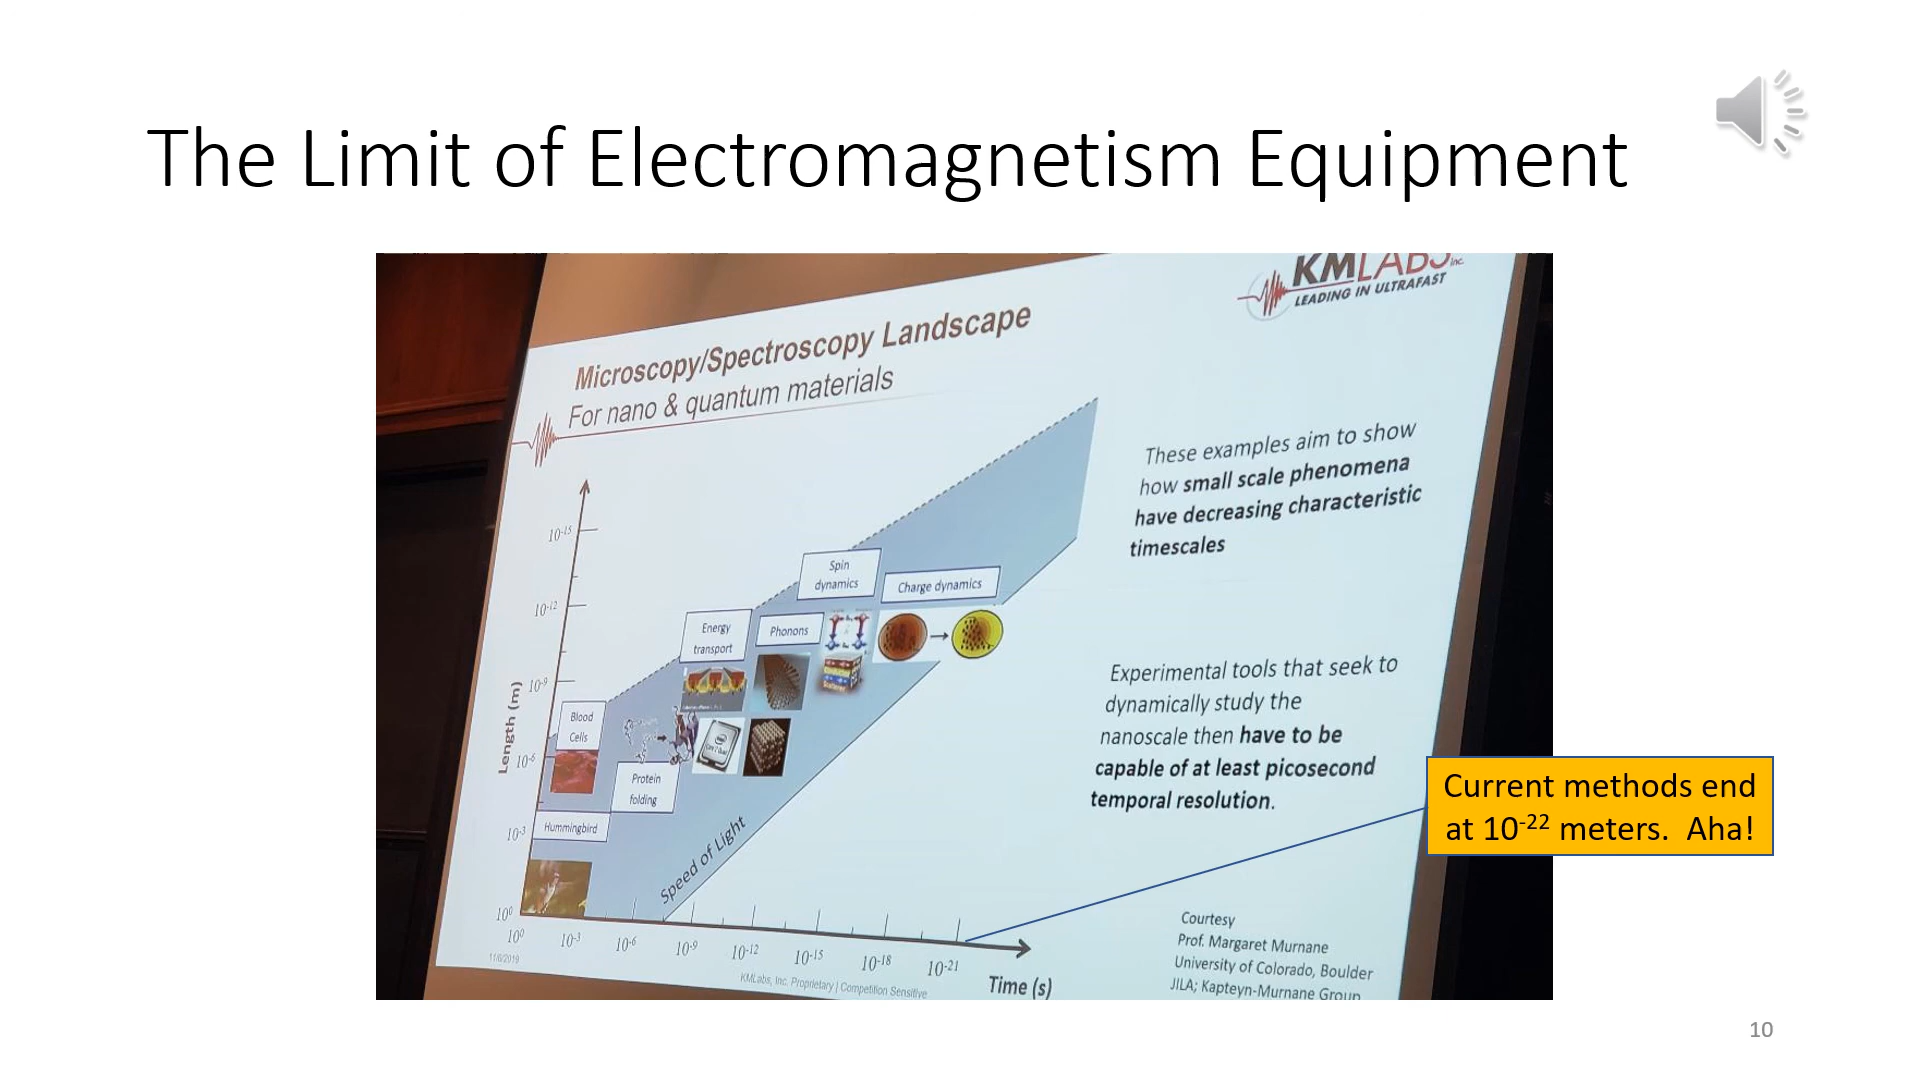 The Limit of Electromagnetism Equipment
KMLABS Inc.
LEADING IN ULTRAFAST
Microscopy/Spectroscopy Landscape
For nano & quantum materials
These examples aim to show
how small scale phenomena
have decreasing characteristic
timescales
Experimental tools that seek to
dynamically study the
nanoscale then have to be
capable of at least picosecond
temporal resolution.
Length (m)
10⁻¹⁵
10⁻¹²
10⁻⁹
10⁻⁶
10⁻³
10⁰
Spin
dynamics
Charge dynamics
Energy
transport
Phonons
Blood
Cells
Protein
folding
Hummingbird
intel
Core 2 Quad
Scatterer
Speed of Light
10⁰ 10⁻³ 10⁻⁶ 10⁻⁹ 10⁻¹² 10⁻¹⁵ 10⁻¹⁸ 10⁻²¹
Time (s)
11/6/2019
KMLabs, Inc. Proprietary | Competition Sensitive
Courtesy
Prof. Margaret Murnane
University of Colorado, Boulder
JILA; Kapteyn-Murnane Group
Current methods end
at 10⁻²² meters. Aha!
10